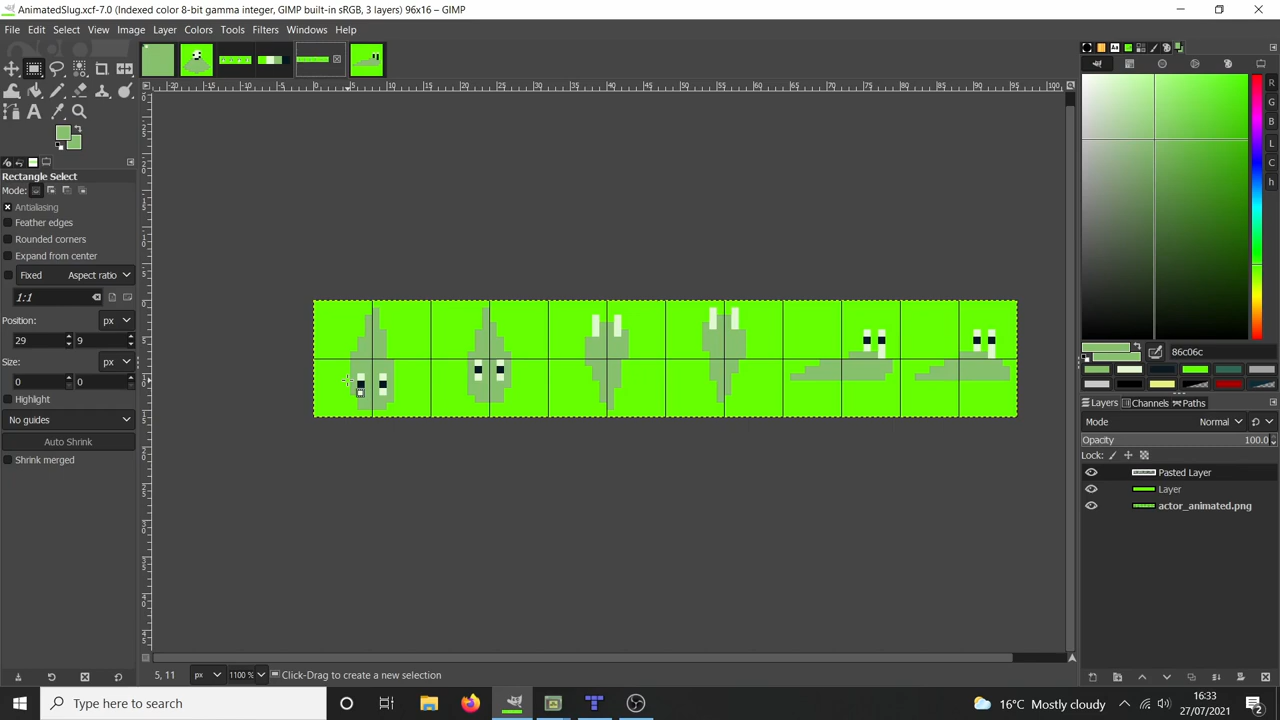 AnimatedSlug.xcf-7.0 (Indexed color 8-bit gamma integer, GIMP built-in sRGB, 3 layers) 96x16 – GIMP
File Edit Select View Image Layer Colors Tools Filters Windows Help
Rectangle Select
Mode:
Antialiasing
Feather edges
Rounded corners
Expand from center
Fixed Aspect ratio
1:1
Position: px
29 9
Size: px
0 0
Highlight
No guides
Auto Shrink
Shrink merged
R
G
B
L
C
h
86c06c
Layers Channels Paths
Mode Normal
Opacity 100.0
Lock:
Pasted Layer
Layer
actor_animated.png
5, 11 px 1100 % Click-Drag to create a new selection
Type here to search
16°C Mostly cloudy
16:33
27/07/2021
2